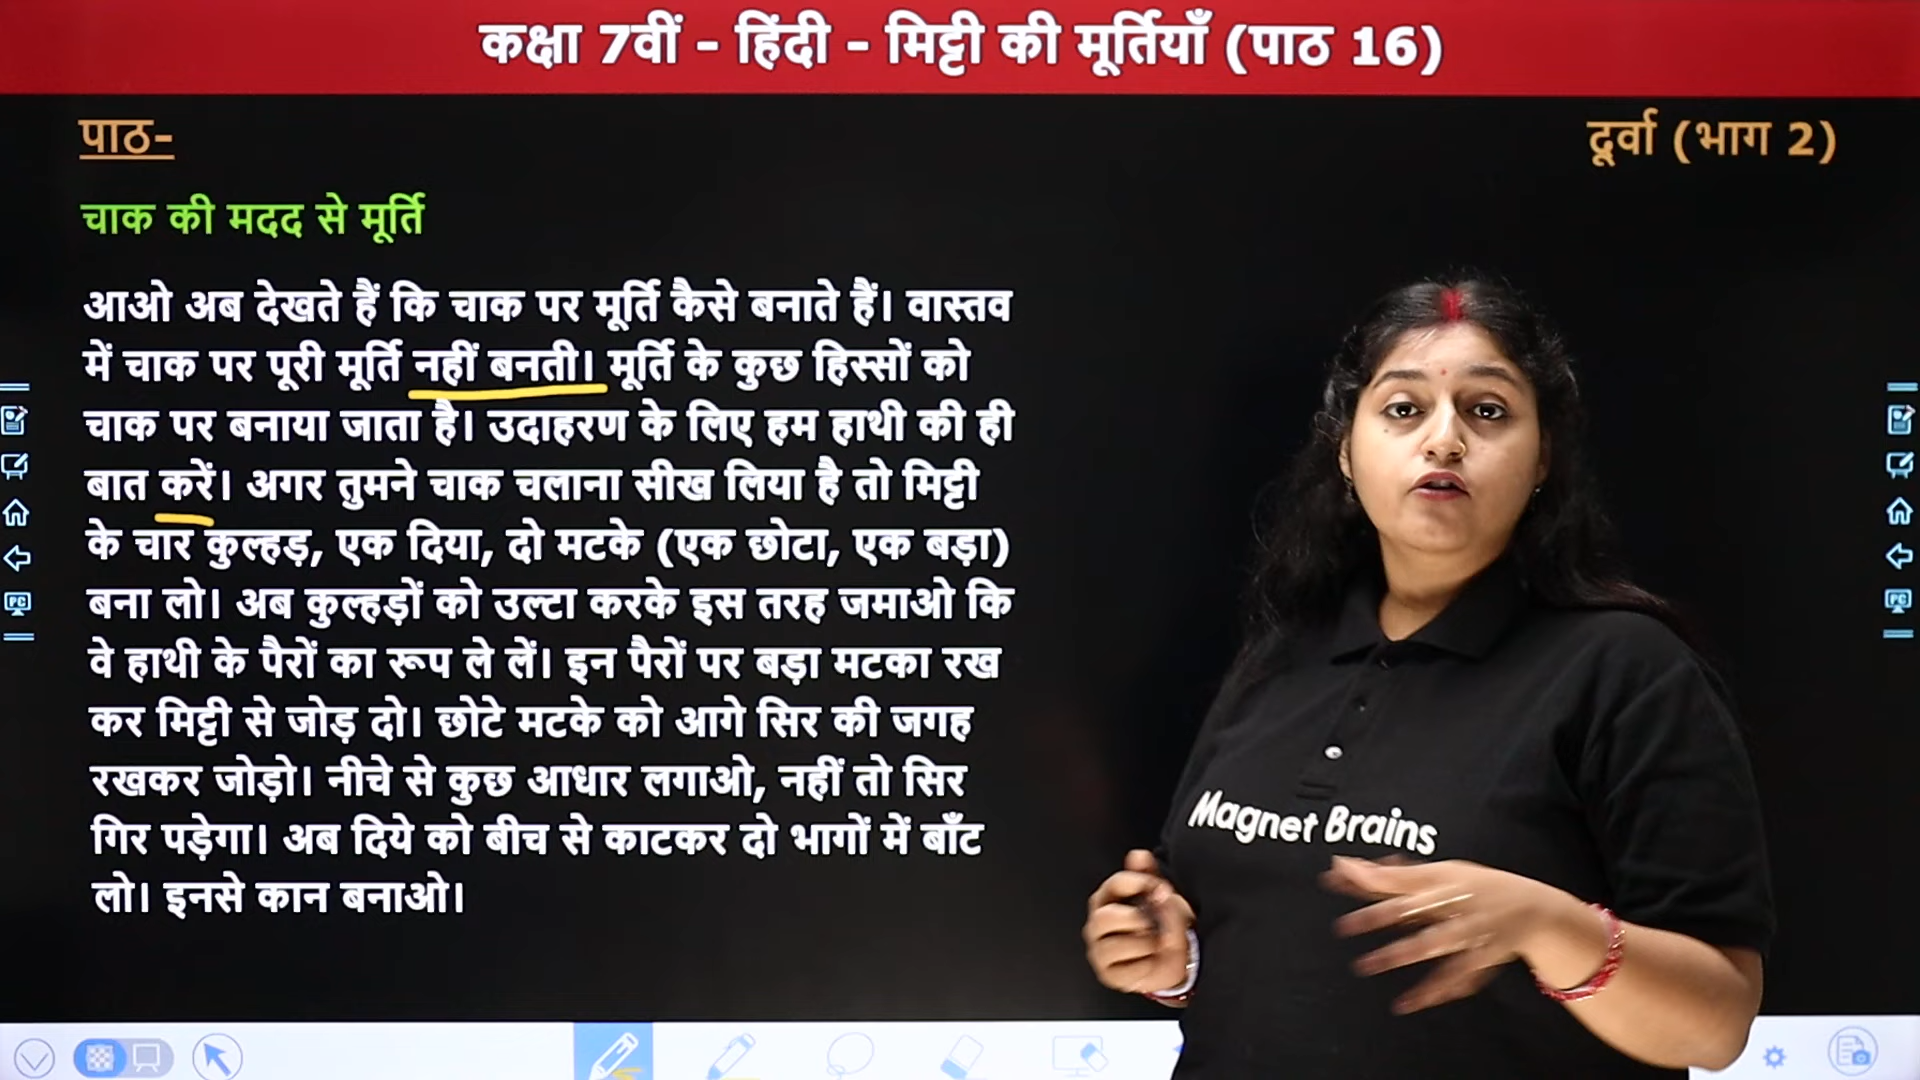 कक्षा 7वीं - हिंदी - मिट्टी की मूर्तियाँ (पाठ 16)
पाठ-
दूर्वा (भाग 2)
चाक की मदद से मूर्ति
आओ अब देखते हैं कि चाक पर मूर्ति कैसे बनाते हैं। वास्तव
में चाक पर पूरी मूर्ति नहीं बनती। मूर्ति के कुछ हिस्सों को
चाक पर बनाया जाता है। उदाहरण के लिए हम हाथी की ही
बात करें। अगर तुमने चाक चलाना सीख लिया है तो मिट्टी
के चार कुल्हड़, एक दिया, दो मटके (एक छोटा, एक बड़ा)
बना लो। अब कुल्हड़ों को उल्टा करके इस तरह जमाओ कि
वे हाथी के पैरों का रूप ले लें। इन पैरों पर बड़ा मटका रख
कर मिट्टी से जोड़ दो। छोटे मटके को आगे सिर की जगह
रखकर जोड़ो। नीचे से कुछ आधार लगाओ, नहीं तो सिर
गिर पड़ेगा। अब दिये को बीच से काटकर दो भागों में बाँट
लो। इनसे कान बनाओ।
Magnet Brains
PC
PC